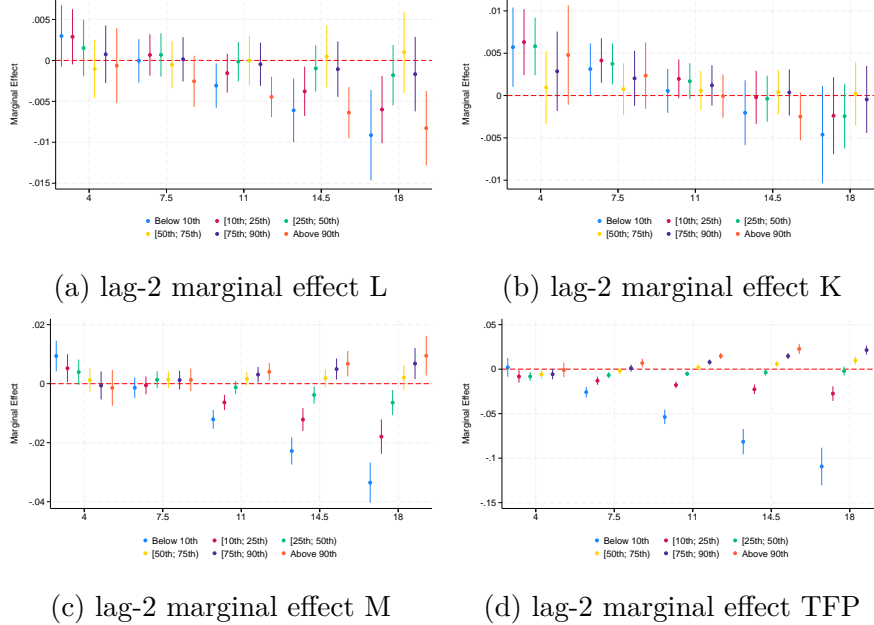 .005
0
-.005
-.01
-.015
Marginal Effect
4 7.5 11 14.5 18
Below 10th [10th; 25th) [25th; 50th)
[50th; 75th) [75th; 90th) Above 90th
(a) lag-2 marginal effect L
.01
.005
0
-.005
-.01
Marginal Effect
4 7.5 11 14.5 18
Below 10th [10th; 25th) [25th; 50th)
[50th; 75th) [75th; 90th) Above 90th
(b) lag-2 marginal effect K
.02
0
-.02
-.04
Marginal Effect
4 7.5 11 14.5 18
Below 10th [10th; 25th) [25th; 50th)
[50th; 75th) [75th; 90th) Above 90th
(c) lag-2 marginal effect M
.05
0
-.05
-.1
-.15
Marginal Effect
4 7.5 11 14.5 18
Below 10th [10th; 25th) [25th; 50th)
[50th; 75th) [75th; 90th) Above 90th
(d) lag-2 marginal effect TFP